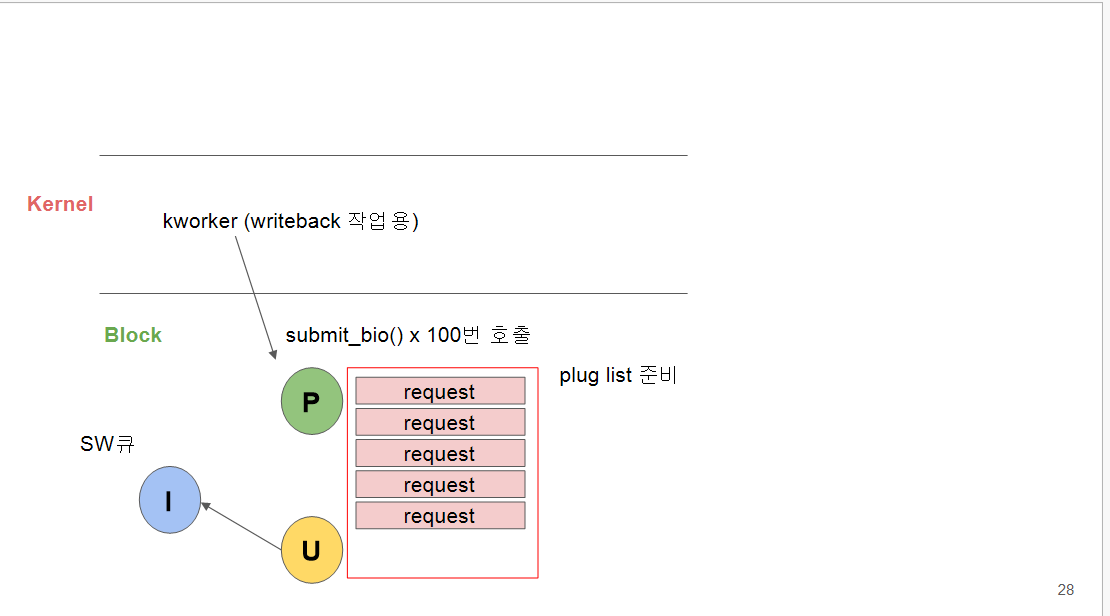 Kernel
kworker (writeback 작업용)
Block
submit_bio() x 100번 호출
plug list 준비
P
request
request
request
request
request
SW큐
I
U
28